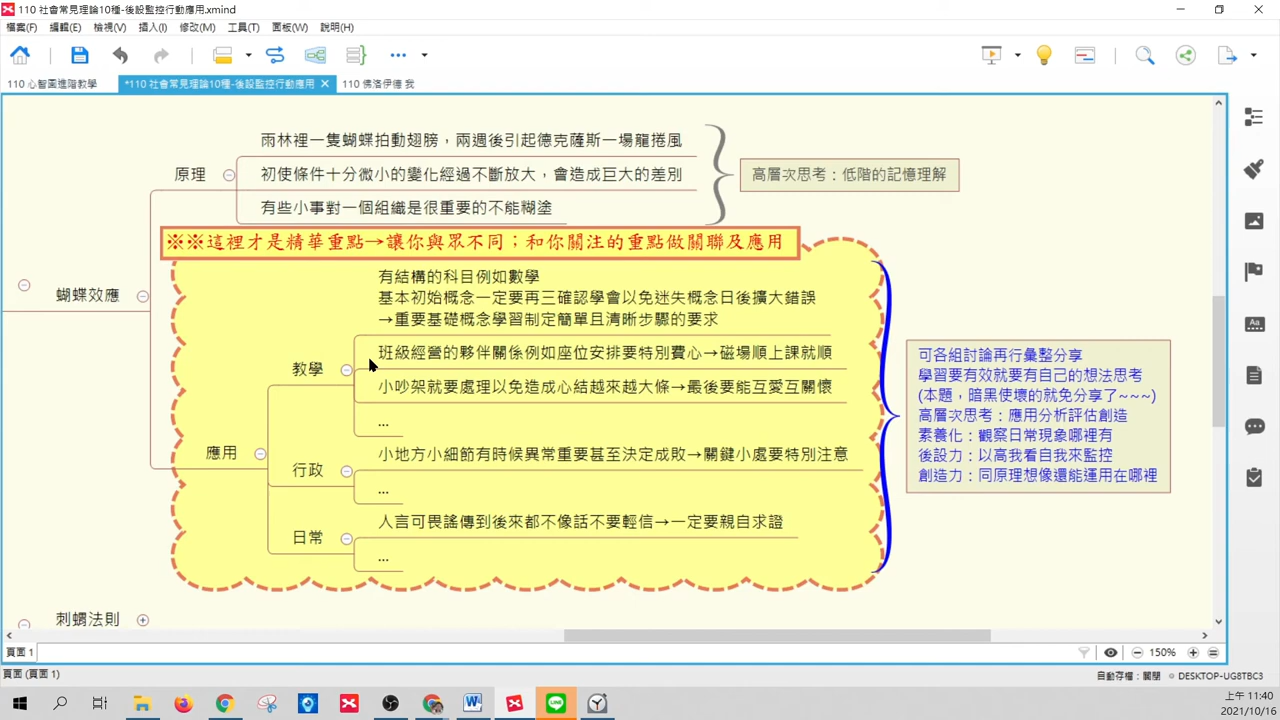 110 社會常見理論10種-後設監控行動應用.xmind
檔案(F) 編輯(E) 檢視(V) 插入(I) 修改(M) 工具(T) 面板(W) 說明(H)
110 心智圖進階教學
*110 社會常見理論10種-後設監控行動應用
110 佛洛伊德 我
雨林裡一隻蝴蝶拍動翅膀，兩週後引起德克薩斯一場龍捲風
原理
初使條件十分微小的變化經過不斷放大，會造成巨大的差別
高層次思考：低階的記憶理解
有些小事對一個組織是很重要的不能糊塗
※※這裡才是精華重點→讓你與眾不同；和你關注的重點做關聯及應用
有結構的科目例如數學
蝴蝶效應
基本初始概念一定要再三確認學會以免迷失概念日後擴大錯誤
→重要基礎概念學習制定簡單且清晰步驟的要求
教學
班級經營的夥伴關係例如座位安排要特別費心→磁場順上課就順
小吵架就要處理以免造成心結越來越大條→最後要能互愛互關懷
...
應用
小地方小細節有時候異常重要甚至決定成敗→關鍵小處要特別注意
行政
...
人言可畏謠傳到後來都不像話不要輕信→一定要親自求證
日常
...
可各組討論再行彙整分享
學習要有效就要有自己的想法思考
(本題，暗黑使壞的就免分享了~~~)
高層次思考：應用分析評估創造
素養化：觀察日常現象哪裡有
後設力：以高我看自我來監控
創造力：同原理想像還能運用在哪裡
刺蝟法則
頁面 1
150%
頁面 (頁面 1)
自動存檔：關閉
DESKTOP-UG8TBC3
上午 11:40
2021/10/16